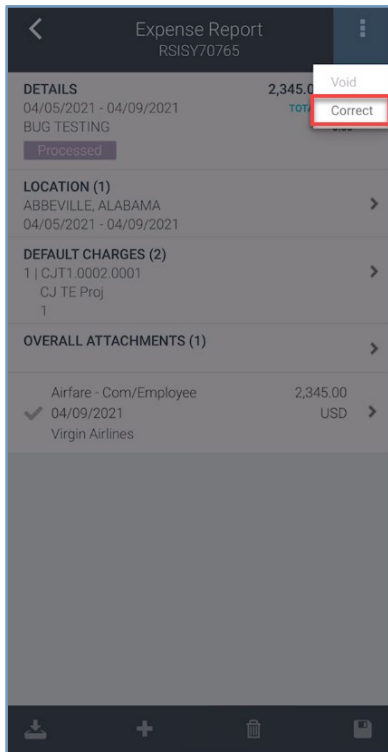 Expense Report
RSISY70765
Void
Correct
DETAILS 2,345.0
04/05/2021 - 04/09/2021
BUG TESTING
Processed
LOCATION (1)
ABBEVILLE, ALABAMA
04/05/2021 - 04/09/2021
DEFAULT CHARGES (2)
1 | CJT1.0002.0001
CJ TE Proj
1
OVERALL ATTACHMENTS (1)
Airfare - Com/Employee 2,345.00
04/09/2021 USD
Virgin Airlines